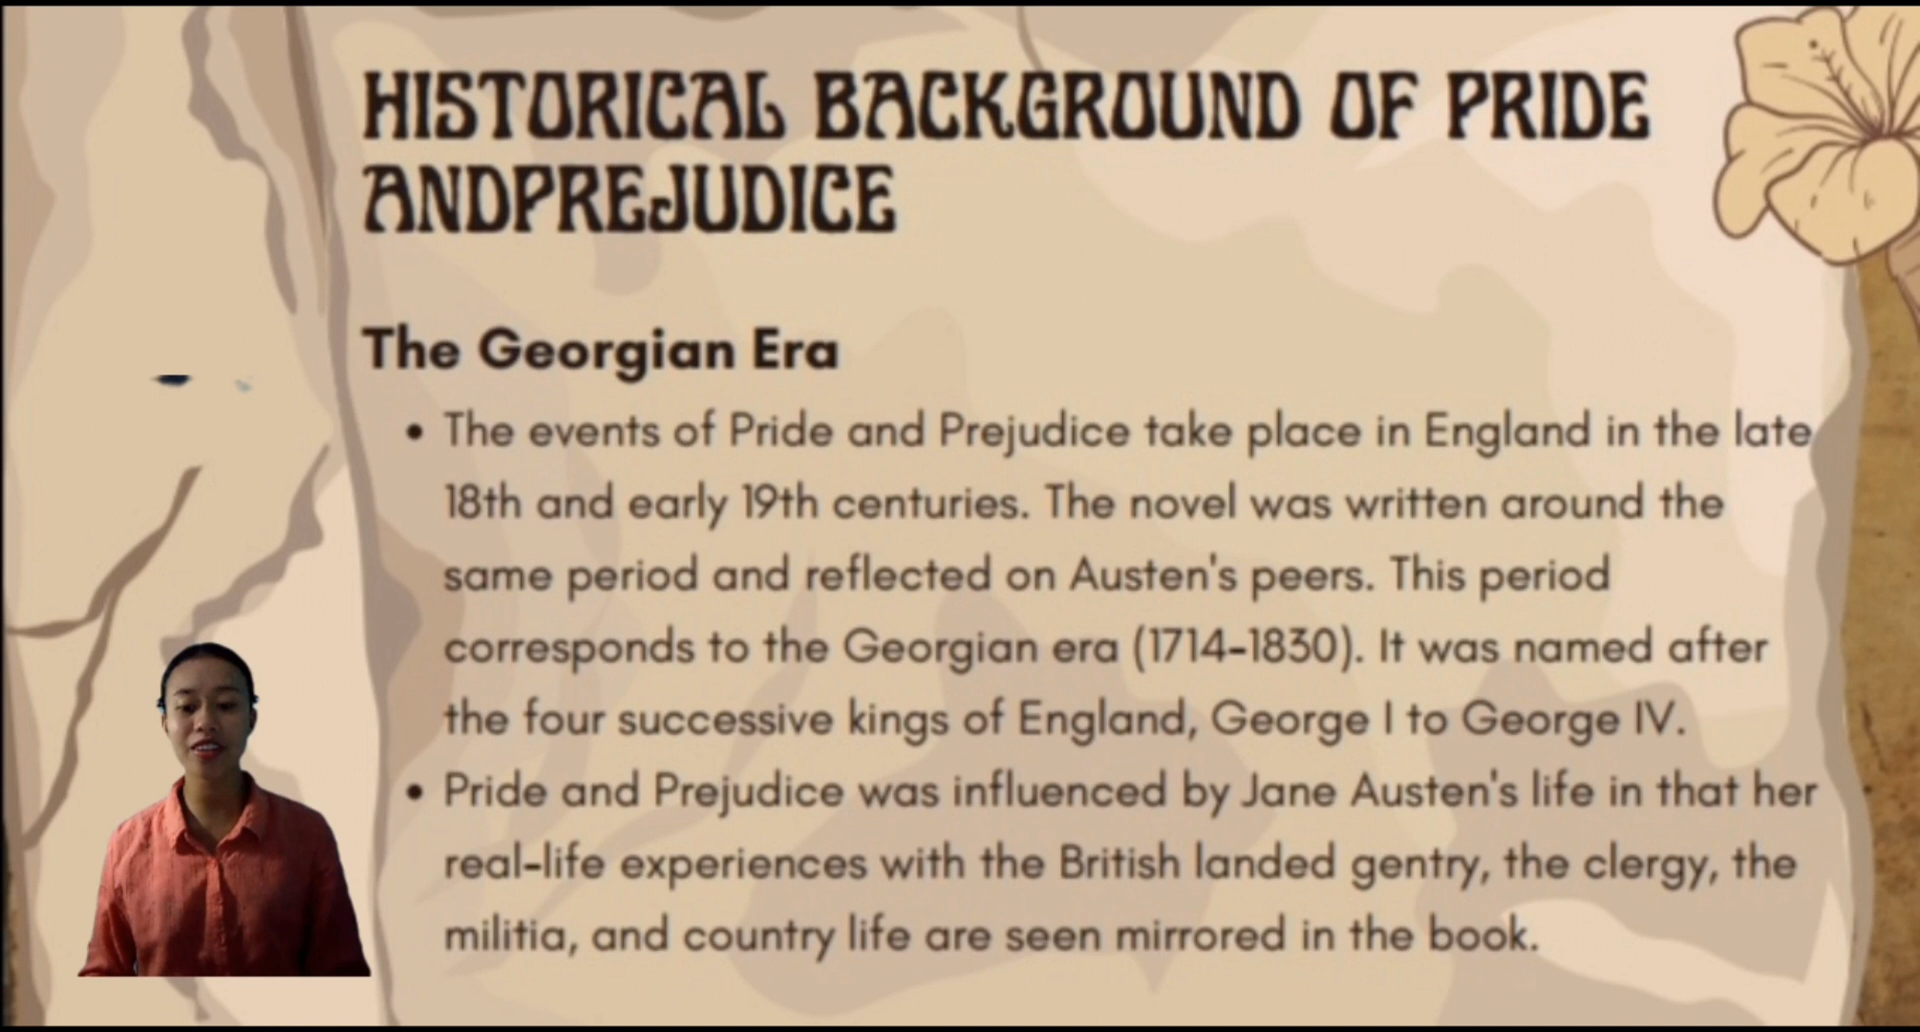 HISTORICAL BACKGROUND OF PRIDE
ANDPREJUDICE
The Georgian Era
• The events of Pride and Prejudice take place in England in the late
18th and early 19th centuries. The novel was written around the
same period and reflected on Austen's peers. This period
corresponds to the Georgian era (1714-1830). It was named after
the four successive kings of England, George I to George IV.
• Pride and Prejudice was influenced by Jane Austen's life in that her
real-life experiences with the British landed gentry, the clergy, the
militia, and country life are seen mirrored in the book.